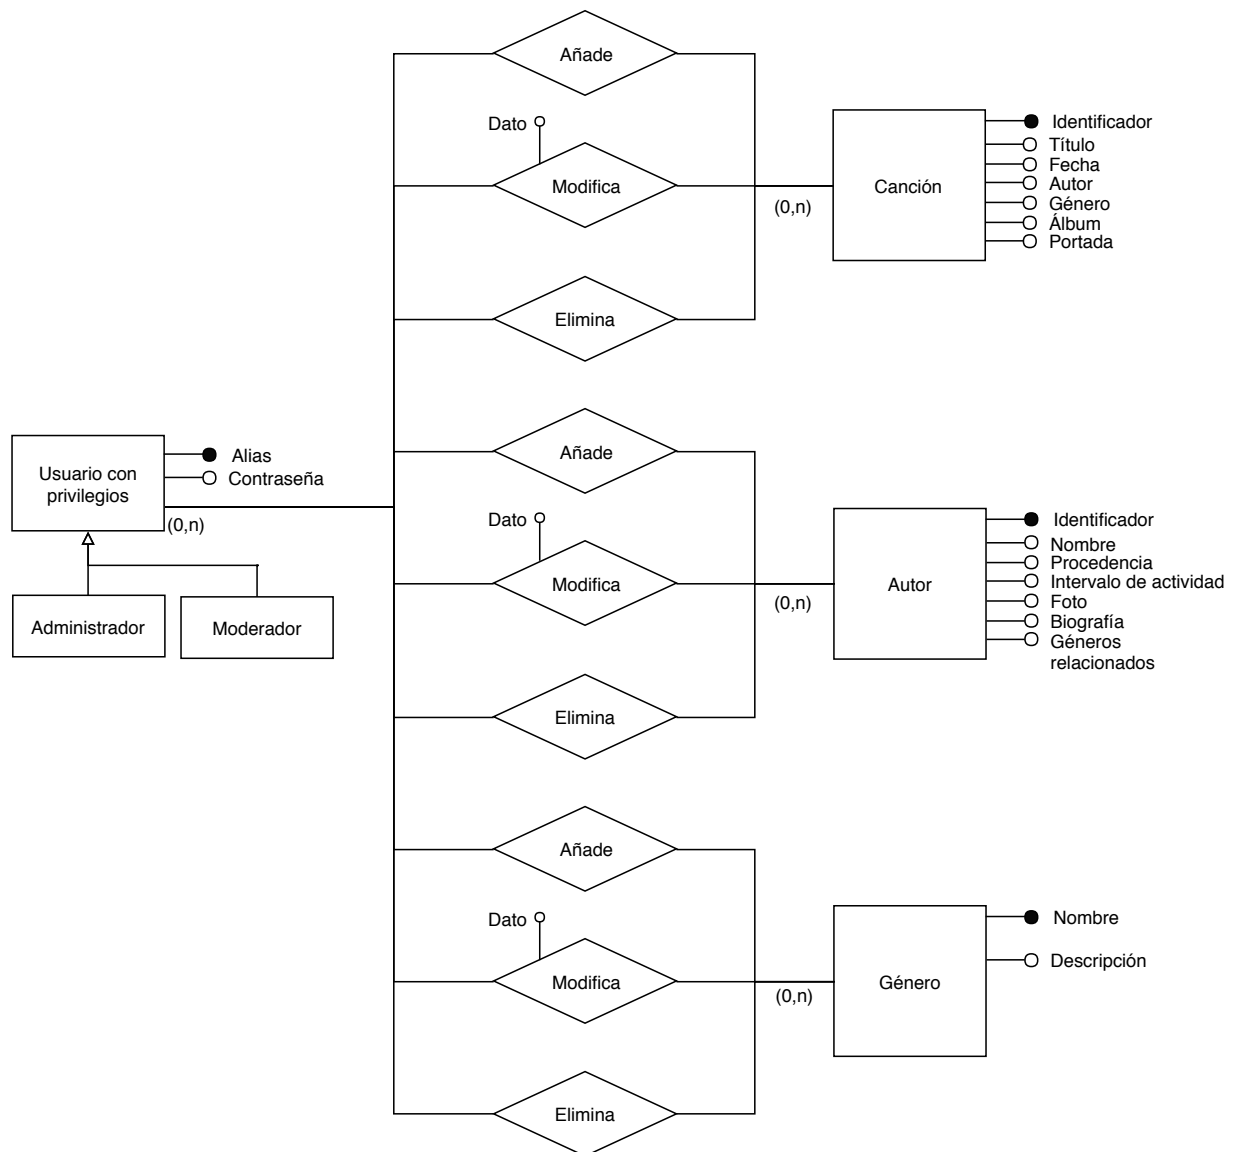 Añade
Dato
Modifica
(0,n)
Canción
Identificador
Título
Fecha
Autor
Género
Álbum
Portada
Elimina
Usuario con
privilegios
Alias
Contraseña
(0,n)
Administrador
Moderador
Añade
Dato
Modifica
(0,n)
Autor
Identificador
Nombre
Procedencia
Intervalo de actividad
Foto
Biografía
Géneros
relacionados
Elimina
Añade
Dato
Modifica
(0,n)
Género
Nombre
Descripción
Elimina